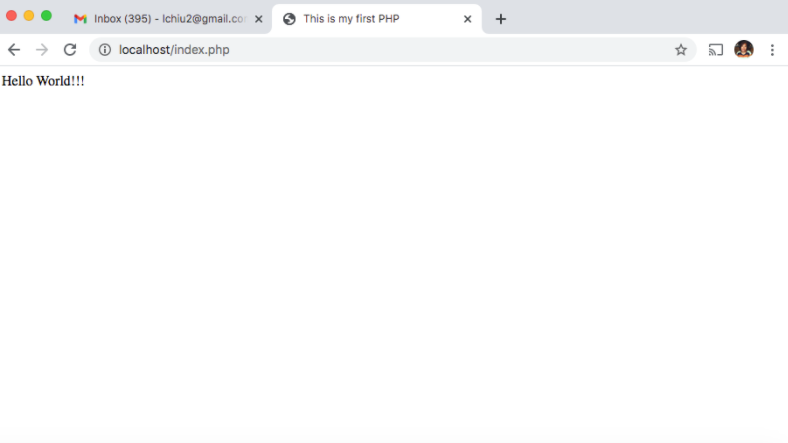 Inbox (395) - lchiu2@gmail.co
This is my first PHP
localhost/index.php
Hello World!!!